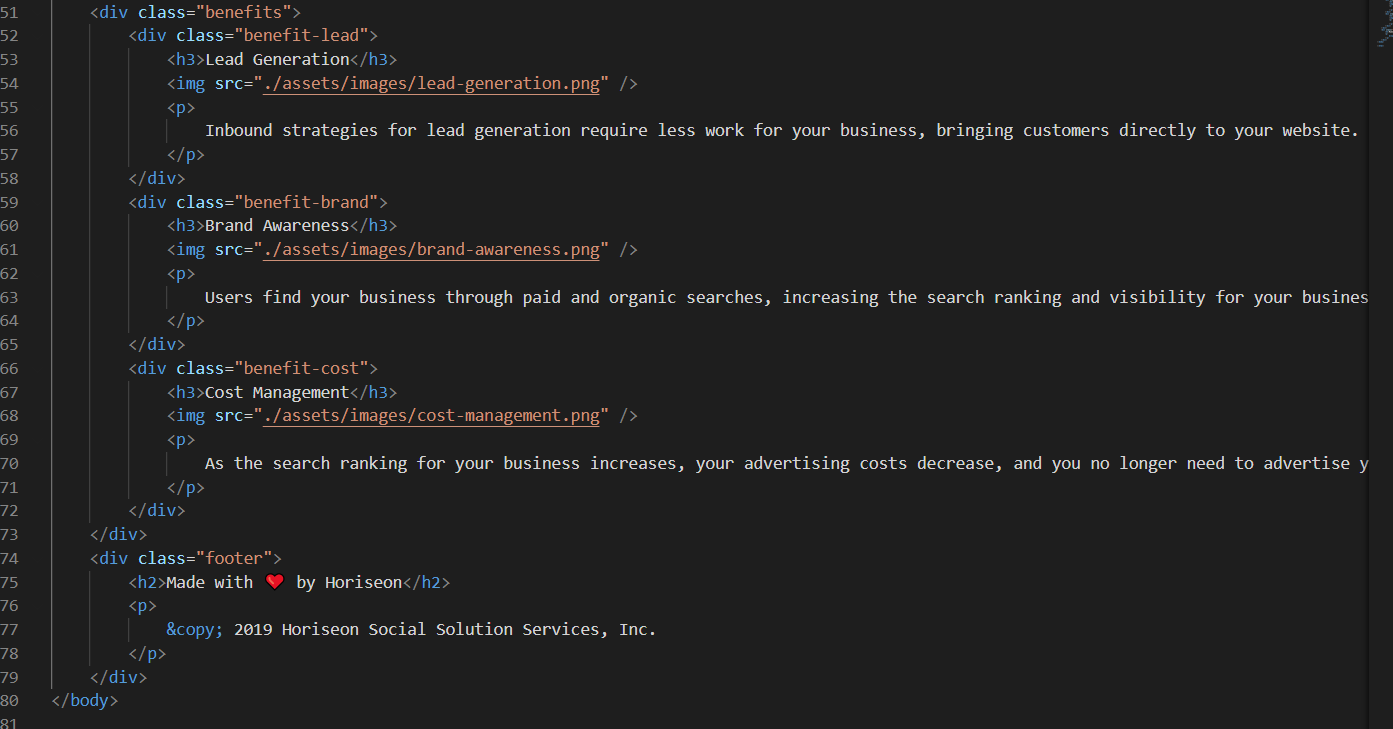 51 <div class="benefits">
52 <div class="benefit-lead">
53 <h3>Lead Generation</h3>
54 <img src="./assets/images/lead-generation.png" />
55 <p>
56 Inbound strategies for lead generation require less work for your business, bringing customers directly to your website.
57 </p>
58 </div>
59 <div class="benefit-brand">
60 <h3>Brand Awareness</h3>
61 <img src="./assets/images/brand-awareness.png" />
62 <p>
63 Users find your business through paid and organic searches, increasing the search ranking and visibility for your busines
64 </p>
65 </div>
66 <div class="benefit-cost">
67 <h3>Cost Management</h3>
68 <img src="./assets/images/cost-management.png" />
69 <p>
70 As the search ranking for your business increases, your advertising costs decrease, and you no longer need to advertise y
71 </p>
72 </div>
73 </div>
74 <div class="footer">
75 <h2>Made with ❤️ by Horiseon</h2>
76 <p>
77 &copy; 2019 Horiseon Social Solution Services, Inc.
78 </p>
79 </div>
80 </body>
81